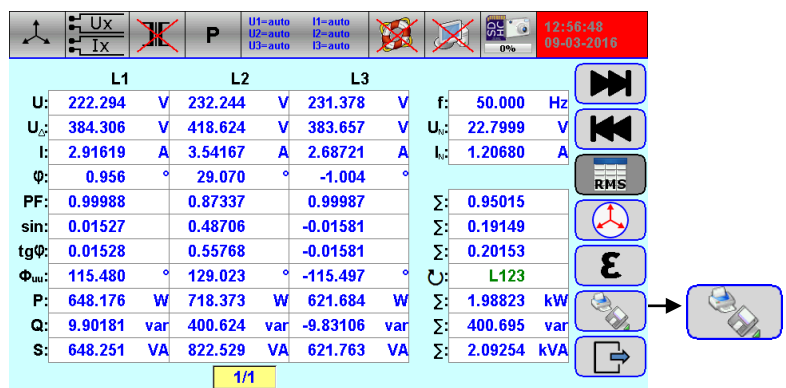 Ux
Ix
P
U1=auto I1=auto
U2=auto I2=auto
U3=auto I3=auto
SD HC
0%
12:56:48
09-03-2016
L1 L2 L3
U: 222.294 V 232.244 V 231.378 V f: 50.000 Hz
U△: 384.306 V 418.624 V 383.657 V UN: 22.7999 V
I: 2.91619 A 3.54167 A 2.68721 A IN: 1.20680 A
φ: 0.956 ° 29.070 ° -1.004 °
RMS
PF: 0.99988 0.87337 0.99987 Σ: 0.95015
sin: 0.01527 0.48706 -0.01581 Σ: 0.19149
tgφ: 0.01528 0.55768 -0.01581 Σ: 0.20153
Φuu: 115.480 ° 129.023 ° -115.497 ° ↻: L123
ε
P: 648.176 W 718.373 W 621.684 W Σ: 1.98823 kW
Q: 9.90181 var 400.624 var -9.83106 var Σ: 400.695 var
S: 648.251 VA 822.529 VA 621.763 VA Σ: 2.09254 kVA
1/1